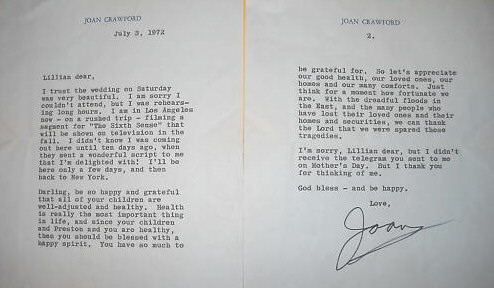 JOAN CRAWFORD
July 3, 1972
Lillian dear,
I trust the wedding on Saturday
was very beautiful. I am sorry I
couldn't attend, but I was rehears-
ing long hours. I am in Los Angeles
now - on a rushed trip - filming a
segment for "The Sixth Sense" that
will be shown on television in the
fall. I didn't know I was coming
out here until ten days ago, when
they sent a wonderful script to me
that I'm delighted with! I'll be
here only a few days, and then
back to New York.
Darling, be so happy and grateful
that all of your children are
well-adjusted and healthy. Health
is really the most important thing
in life, and since your children
and Preston and you are healthy,
then you should be blessed with a
happy spirit. You have so much to
JOAN CRAWFORD
2.
be grateful for. So let's appreciate
our good health, our loved ones, our
homes and our many comforts. Just
think for a moment how fortunate we
are. With the dreadful floods in
the East, and the many people who
have lost their loved ones and their
homes and securities, we can thank
the Lord that we were spared those
tragedies.
I'm sorry, Lillian dear, but I didn't
receive the telegram you sent to me
on Mother's Day. But I thank you
for thinking of me.
God bless - and be happy.
Love,
Joan